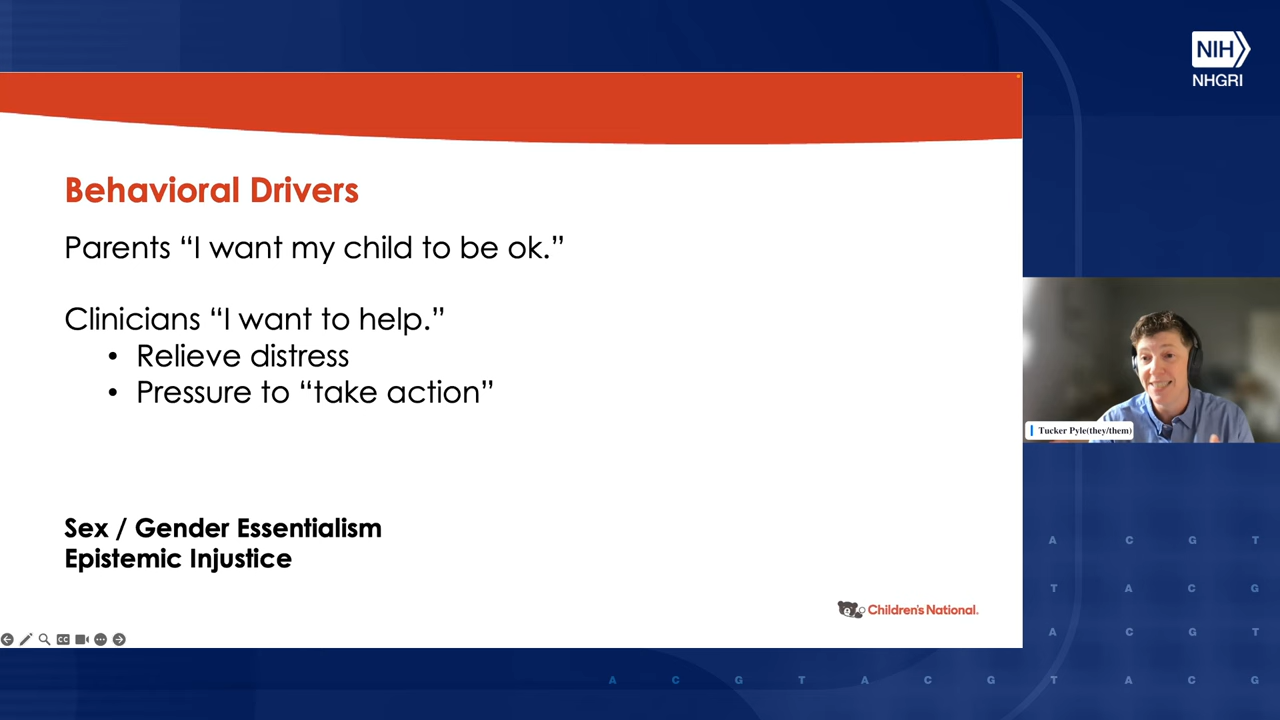 NIH
NHGRI
Behavioral Drivers
Parents “I want my child to be ok.”
Clinicians “I want to help.”
• Relieve distress
• Pressure to “take action”
Sex / Gender Essentialism
Epistemic Injustice
Children's National.
CC
Tucker Pyle(they/them)
A C G T
T A C G
A C G T
A C G T A C G T A C G